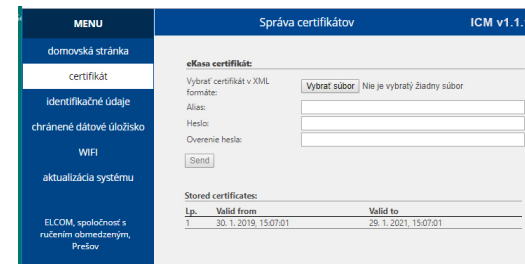 MENU
domovská stránka
certifikát
identifikačné údaje
chránené dátové úložisko
WIFI
aktualizácia systému
ELCOM, spoločnosť s
ručením obmedzeným,
Prešov
Správa certifikátov
ICM v1.1.
eKasa certifikát:
Vybrať certifikát v XML
formáte:
Vybrať súbor Nie je vybratý žiadny súbor
Alias:
Heslo:
Overenie hesla:
Send
Stored certificates:
Lp. Valid from Valid to
1 30. 1. 2019, 15:07:01 29. 1. 2021, 15:07:01